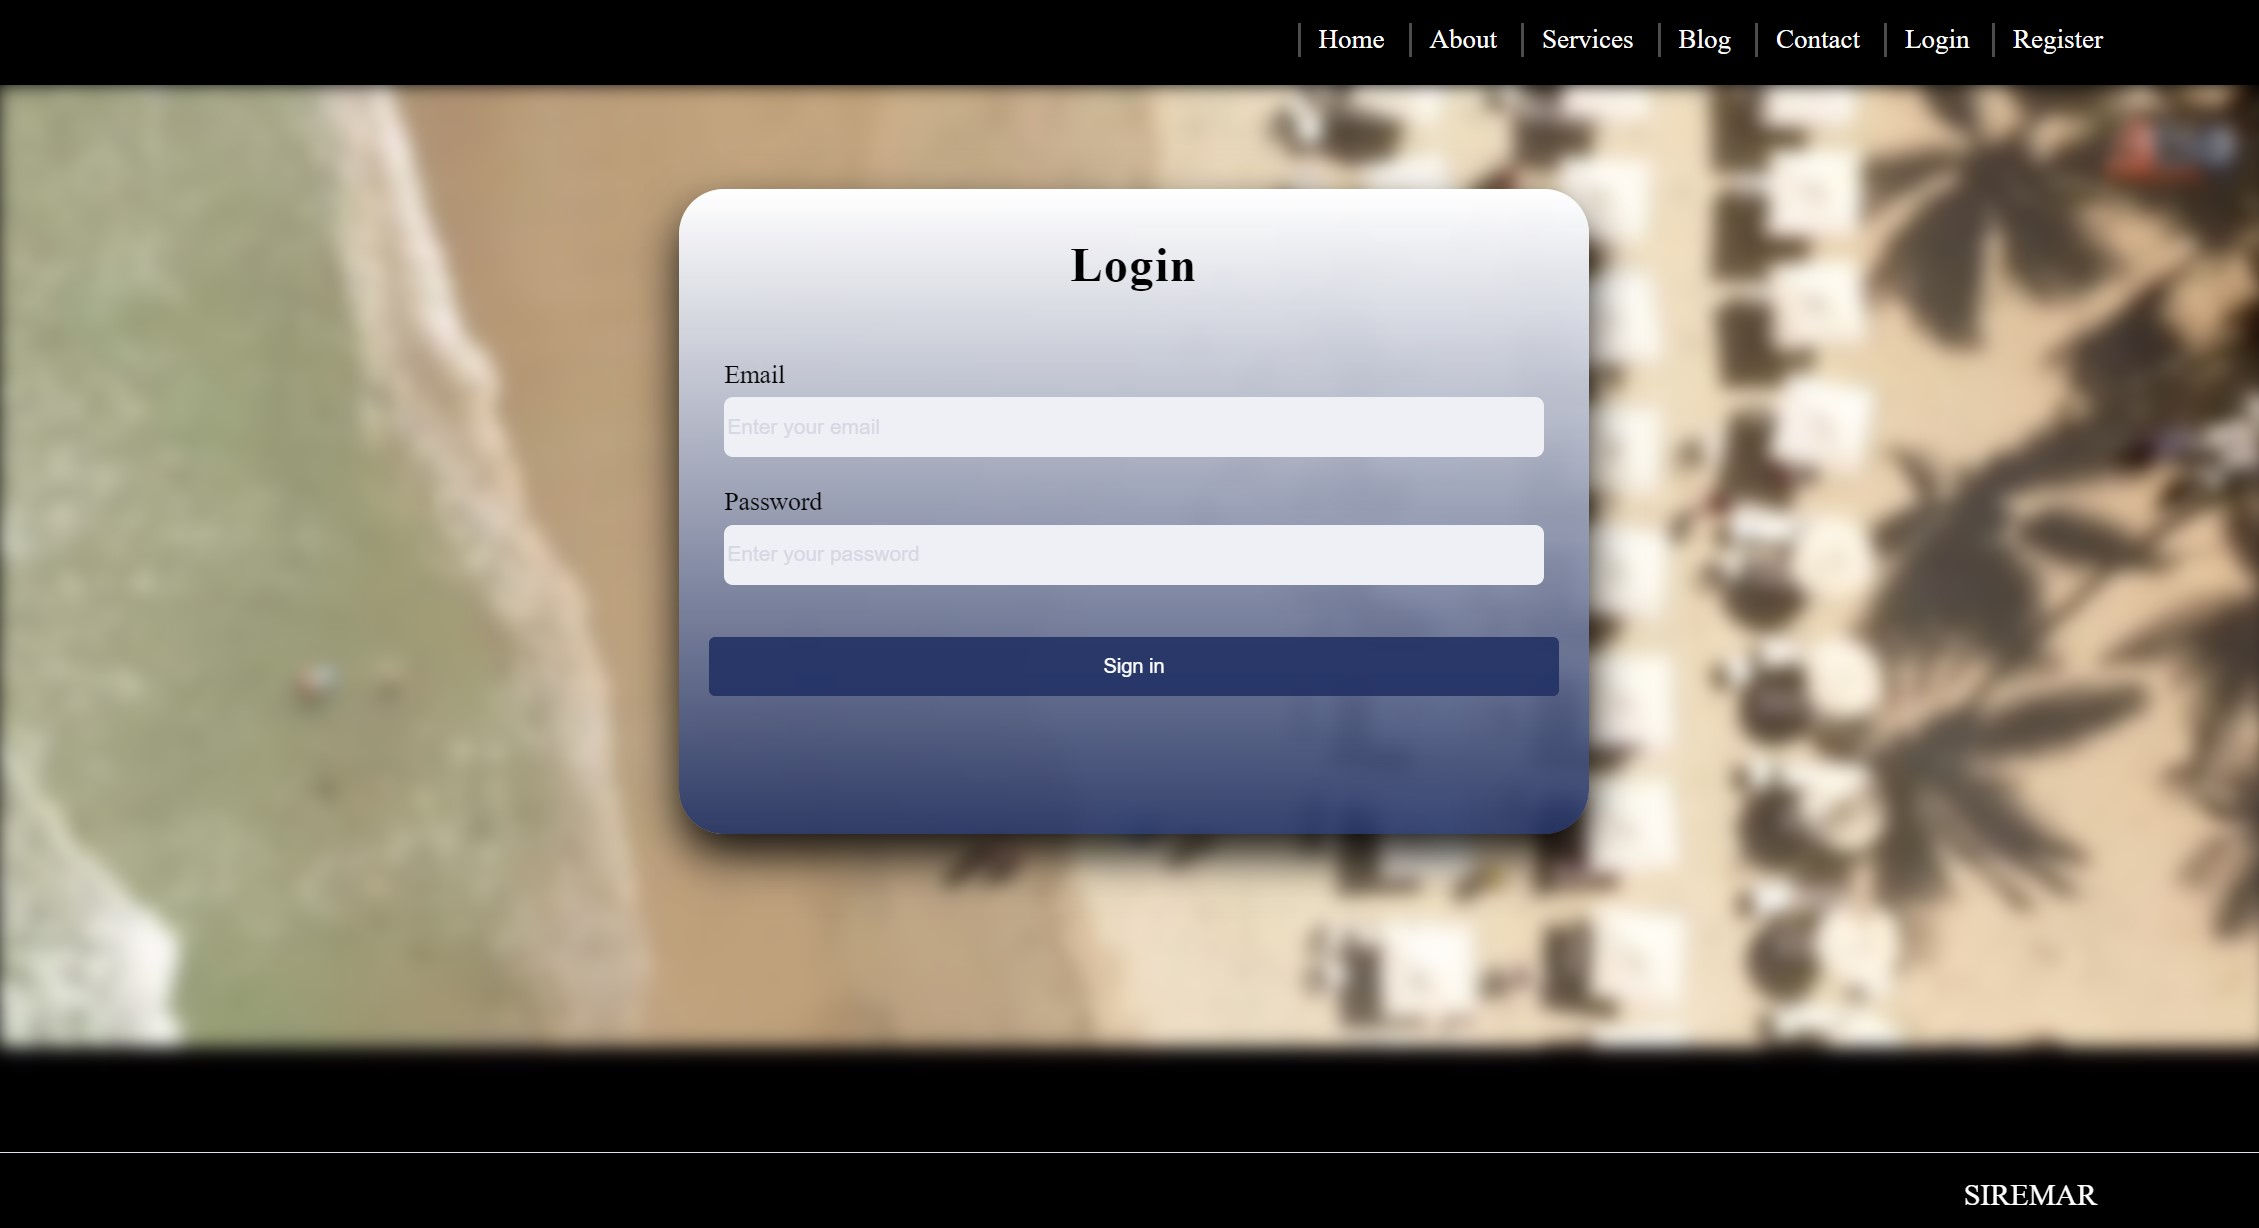 Home About Services Blog Contact Login Register
Login
Email
Enter your email
Password
Enter your password
Sign in
SIREMAR